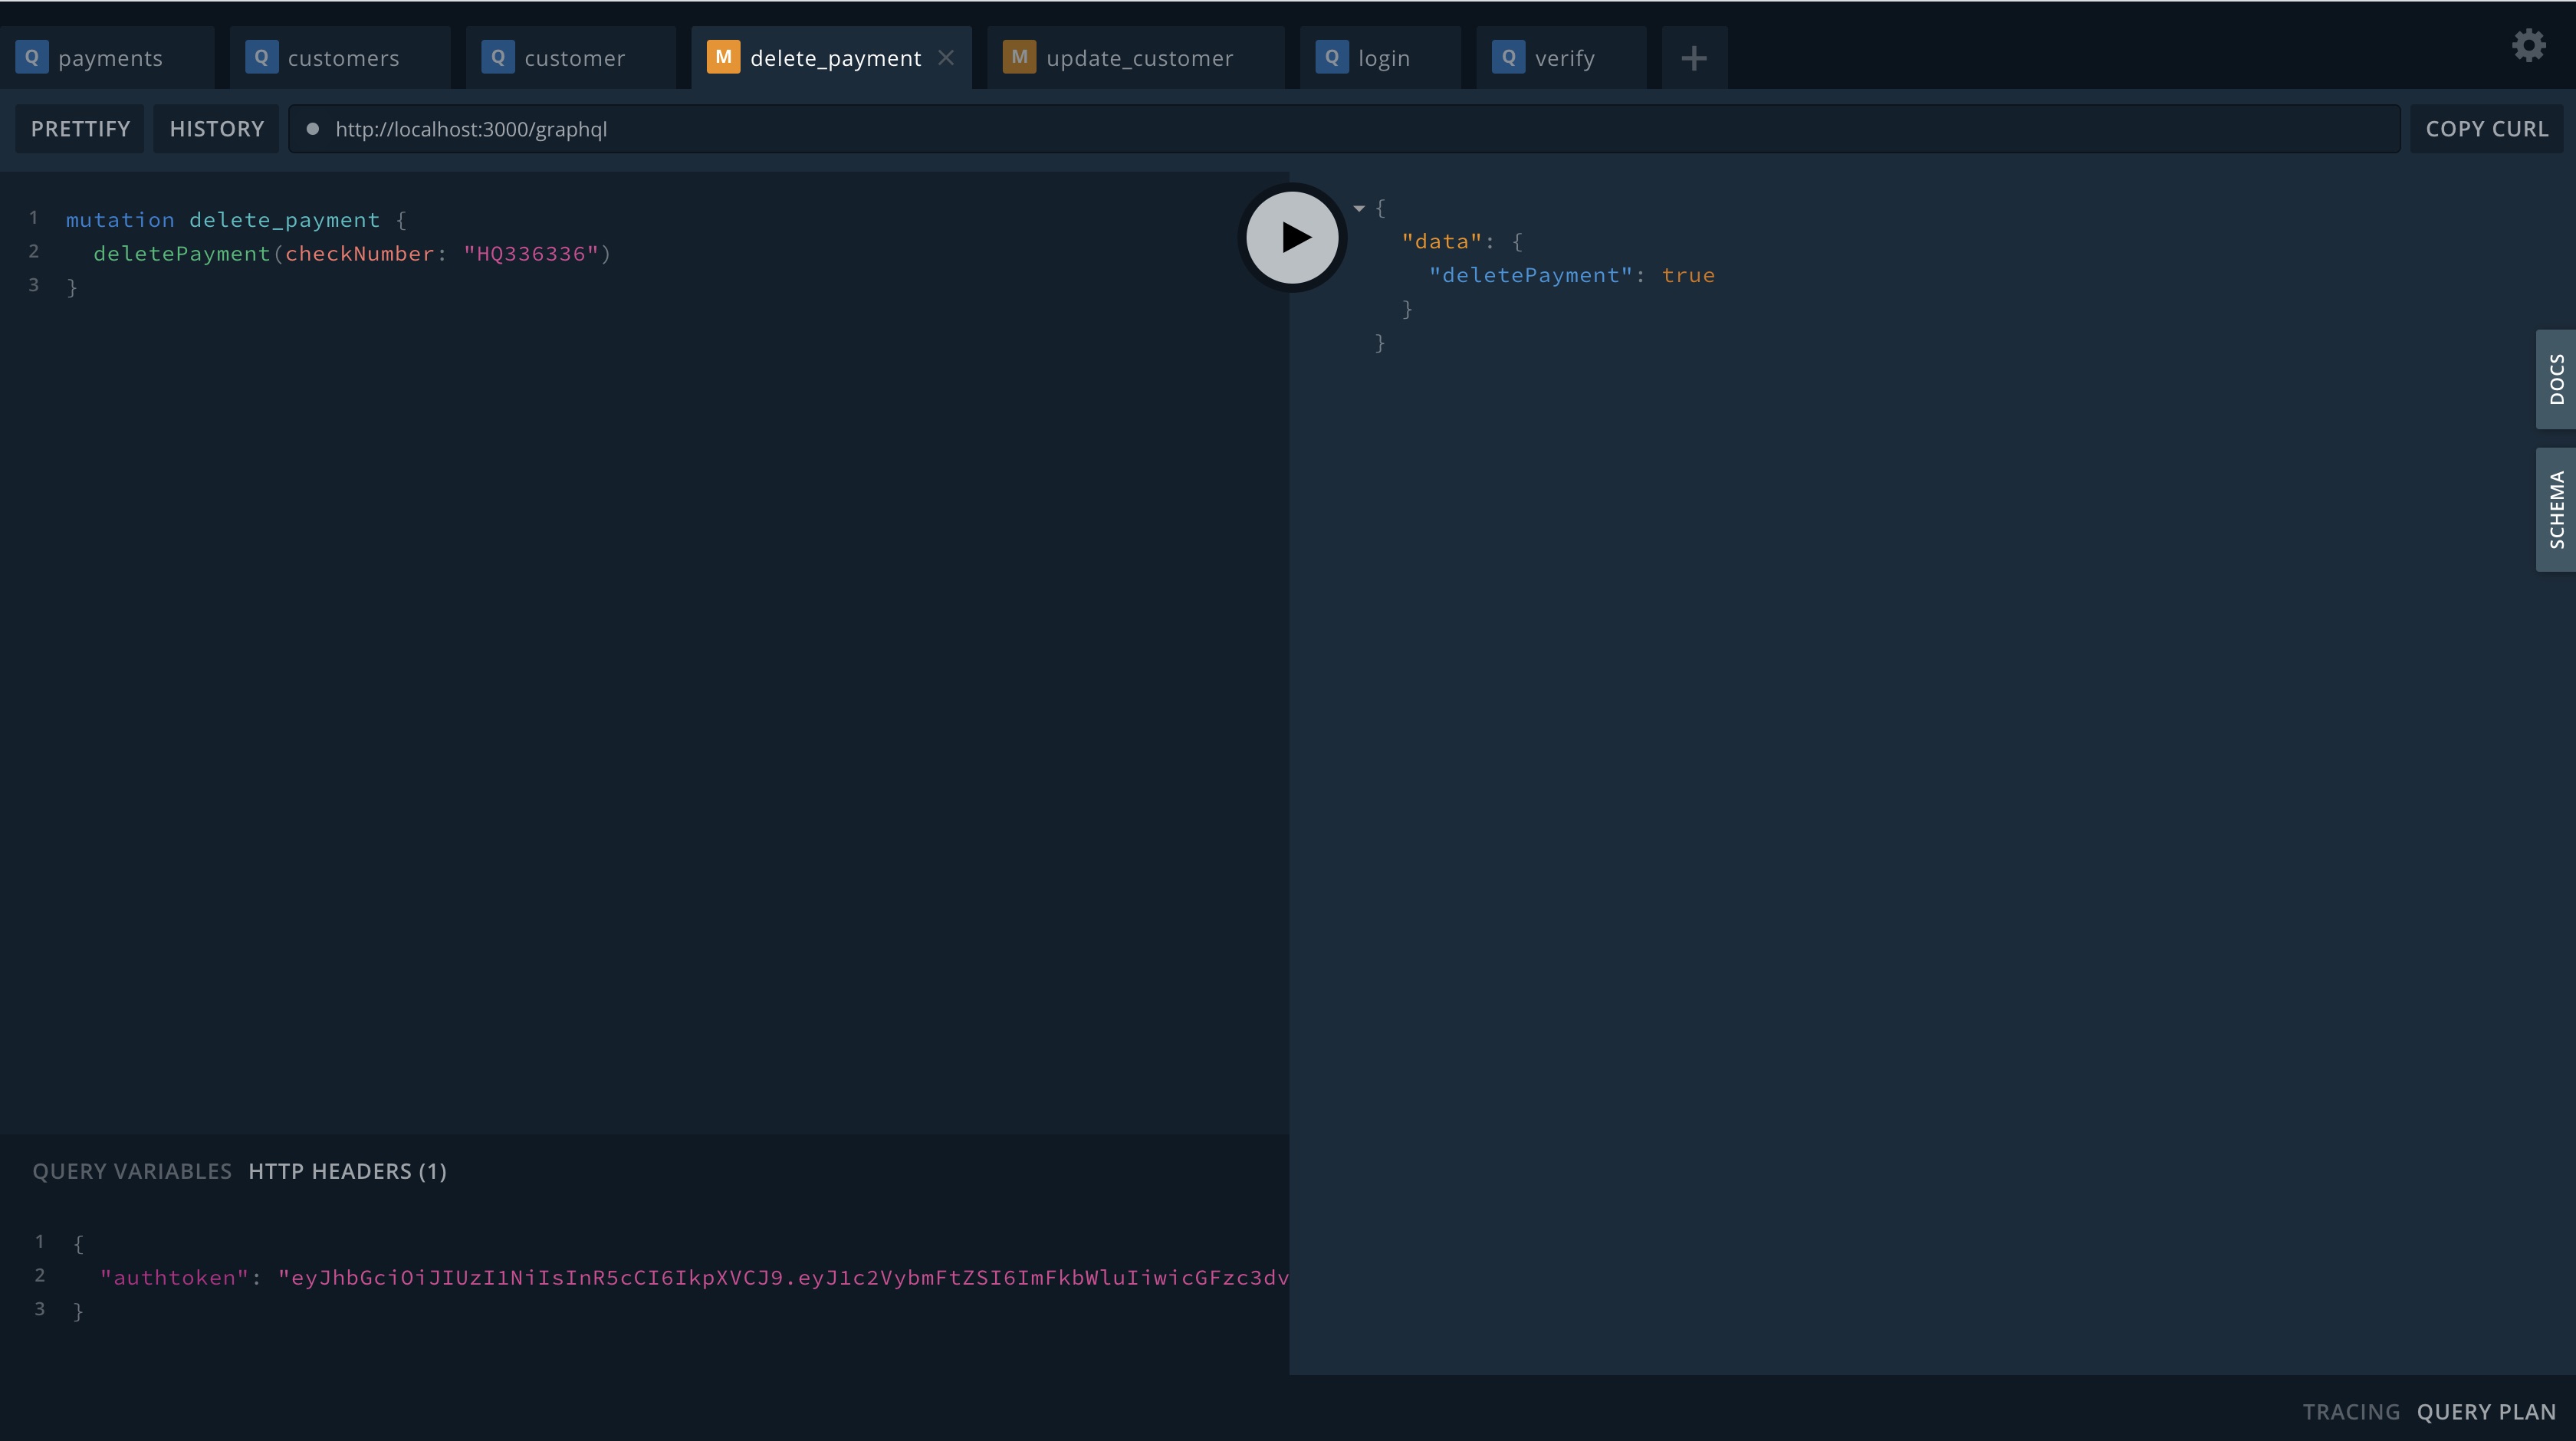 Q payments Q customers Q customer M delete_payment × M update_customer Q login Q verify +
PRETTIFY HISTORY http://localhost:3000/graphql COPY CURL
1 mutation delete_payment {
2 deletePayment(checkNumber: "HQ336336")
3 }
{
"data": {
"deletePayment": true
}
}
DOCS
SCHEMA
QUERY VARIABLES HTTP HEADERS (1)
1 {
2 "authtoken": "eyJhbGciOiJIUzI1NiIsInR5cCI6IkpXVCJ9.eyJ1c2VybmFtZSI6ImFkbWluIiwicGFzc3dv
3 }
TRACING QUERY PLAN